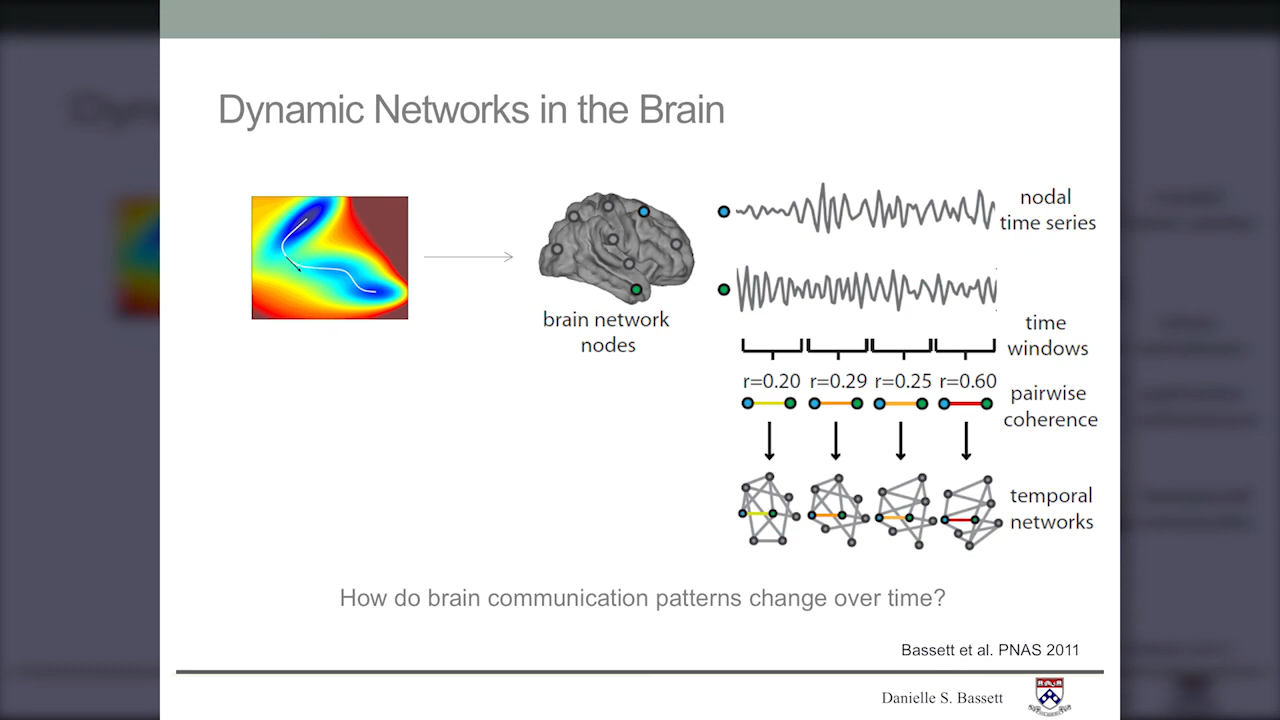 Dynamic Networks in the Brain
nodal
time series
brain network
nodes
time
windows
r=0.20 r=0.29 r=0.25 r=0.60
pairwise
coherence
temporal
networks
How do brain communication patterns change over time?
Bassett et al. PNAS 2011
Danielle S. Bassett